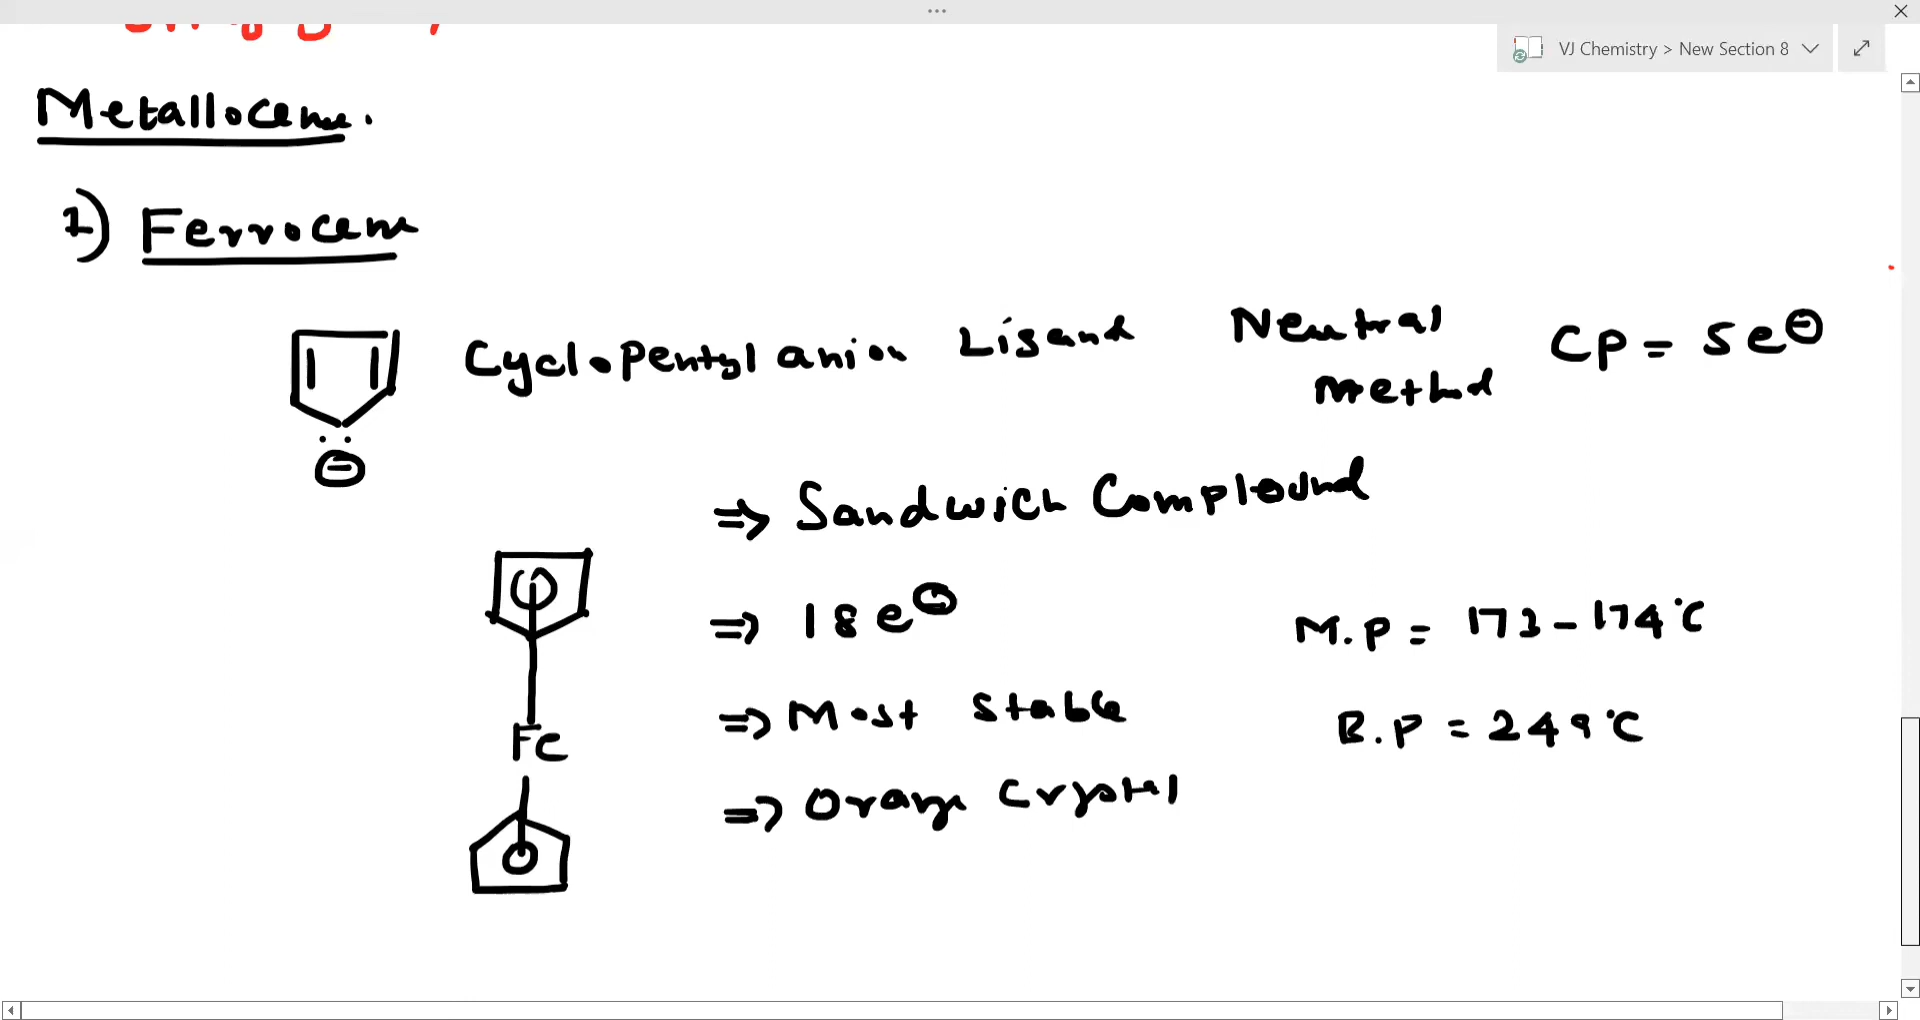 VJ Chemistry > New Section 8
Metallocene.
1) Ferrocene
Cyclopentyl anion Ligand Neutral method CP = 5e⊖
⊖
⇒ Sandwich Compound
⇒ 18e⊖
M.P = 173-174°C
⇒ Most Stable
B.P = 249°C
Fe
⇒ Orange Crystal